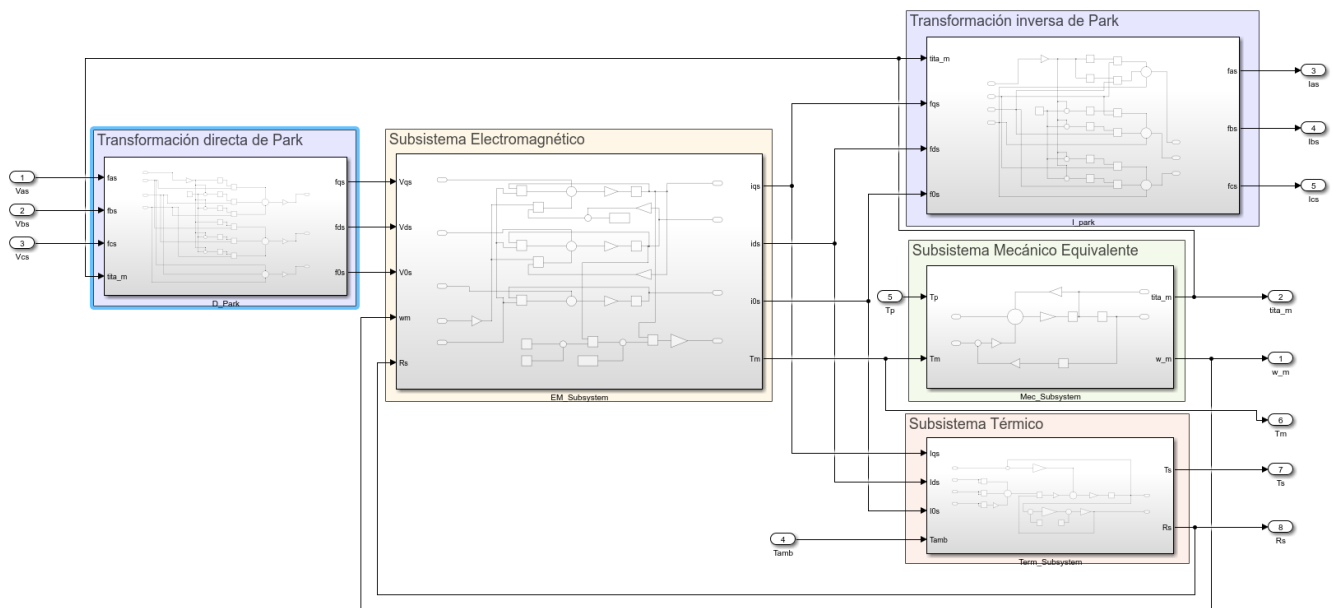 Transformación inversa de Park
tita_m
fqs
fds
f0s
fas
fbs
fcs
I_park
3
Ias
4
Ibs
5
Ics
Transformación directa de Park
1
Vas
2
Vbs
3
Vcs
fas
fbs
fcs
tita_m
fqs
fds
f0s
D_Park
Subsistema Electromagnético
Vqs
Vds
V0s
wm
Rs
iqs
ids
i0s
Tm
EM_Subsystem
Subsistema Mecánico Equivalente
5
Tp
Tp
Tm
tita_m
w_m
Mec_Subsystem
2
tita_m
1
w_m
6
Tm
Subsistema Térmico
Iqs
Ids
I0s
Tamb
4
Tamb
Ts
Rs
Term_Subsystem
7
Ts
8
Rs